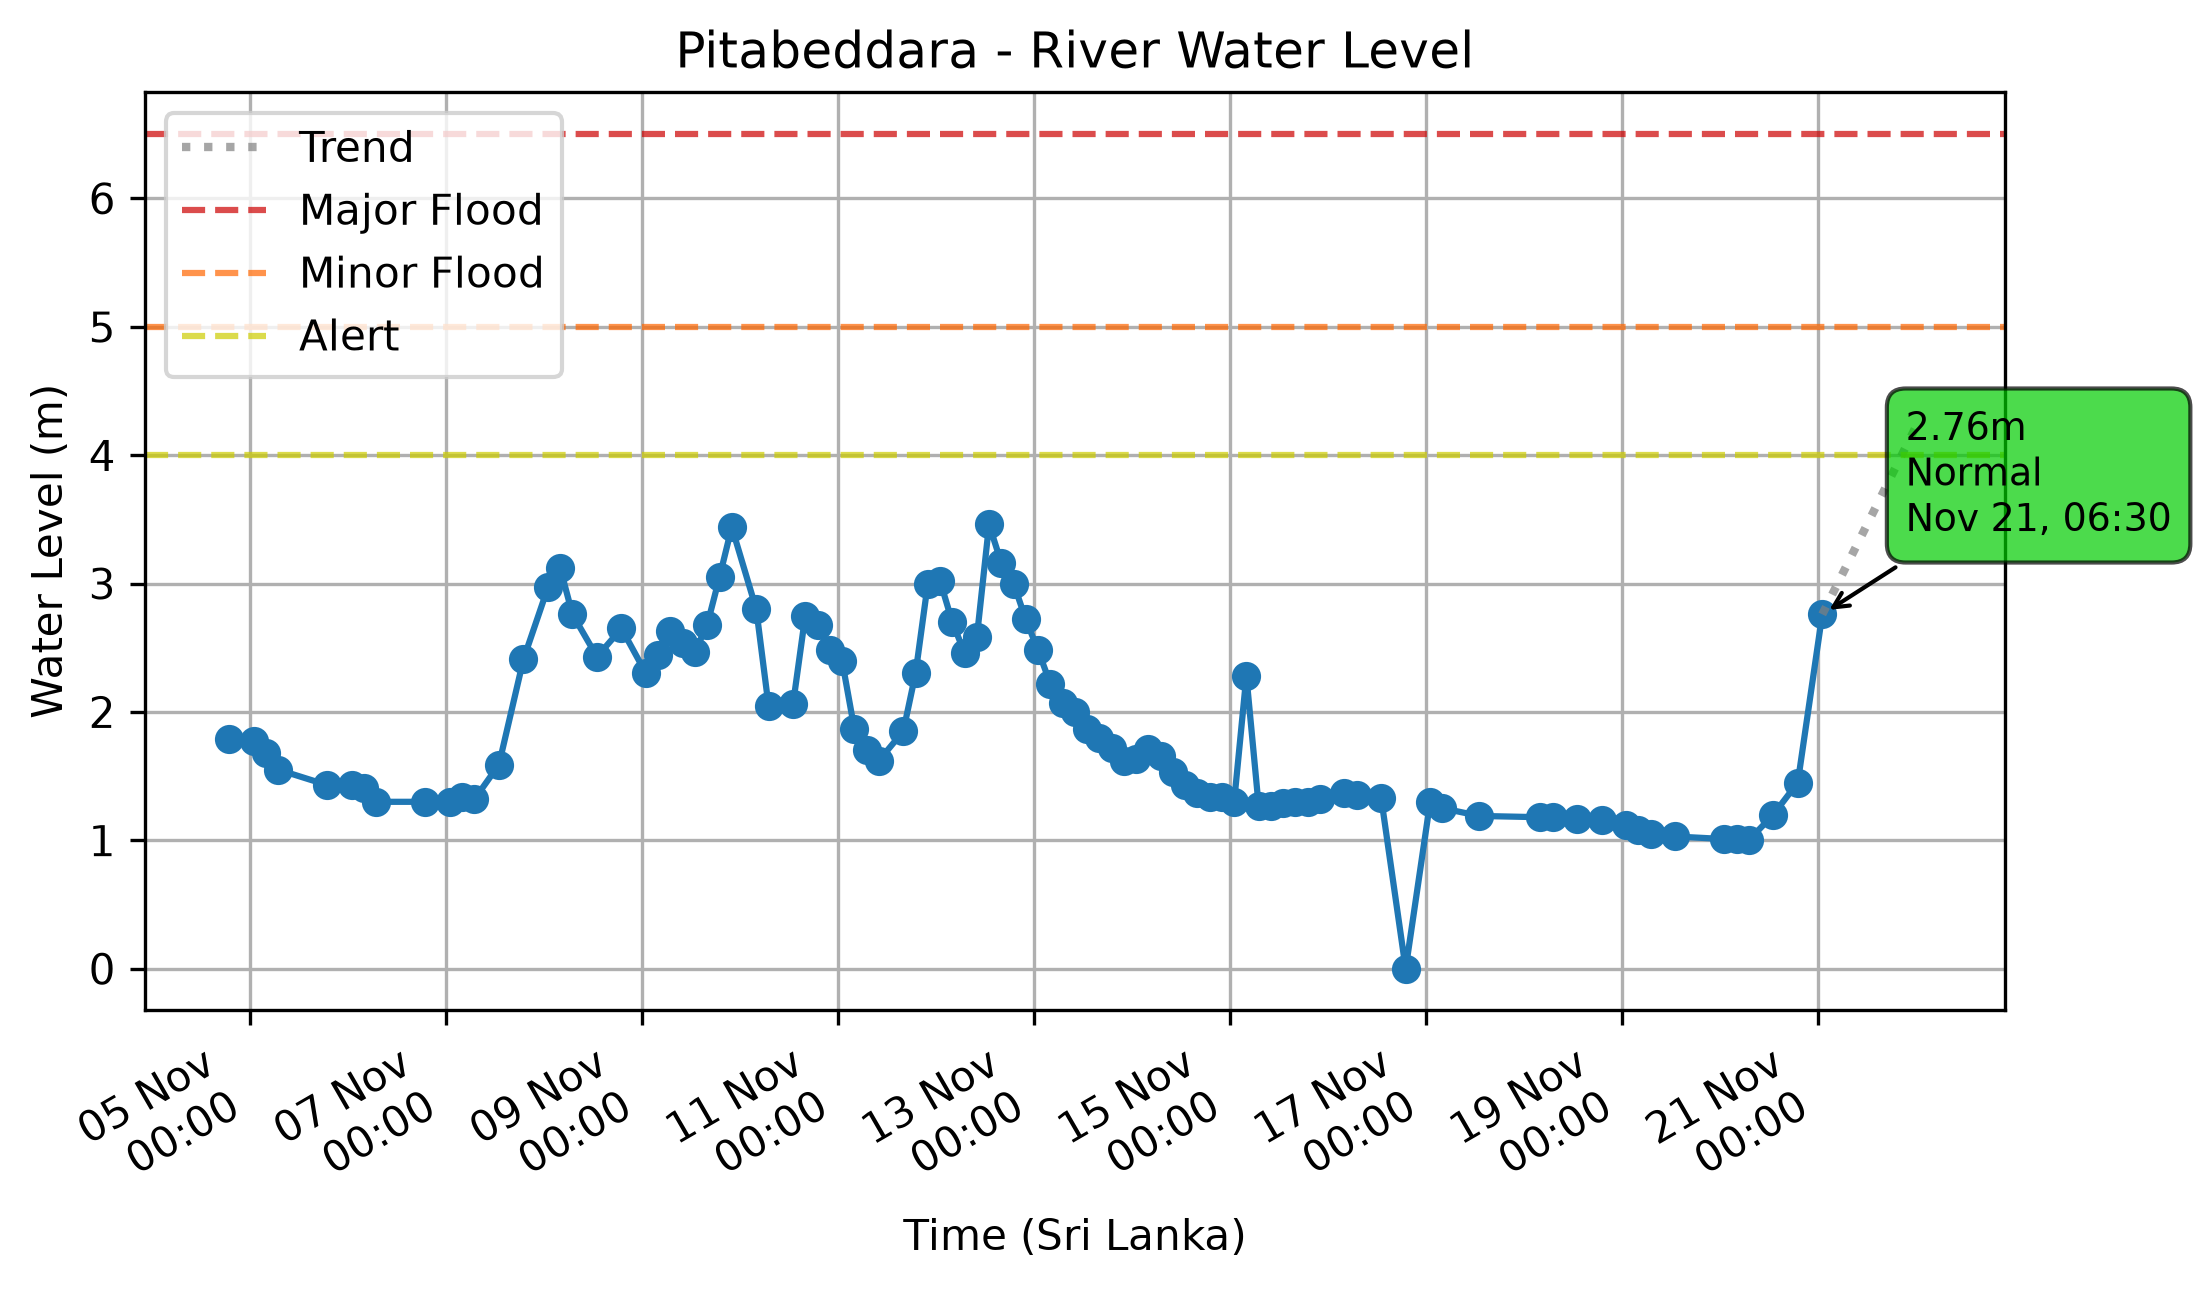 Pitabeddara - River Water Level
Trend
Major Flood
Minor Flood
Alert
2.76m
Normal
Nov 21, 06:30
Water Level (m)
6
5
4
3
2
1
0
05 Nov
00:00
07 Nov
00:00
09 Nov
00:00
11 Nov
00:00
13 Nov
00:00
15 Nov
00:00
17 Nov
00:00
19 Nov
00:00
21 Nov
00:00
Time (Sri Lanka)